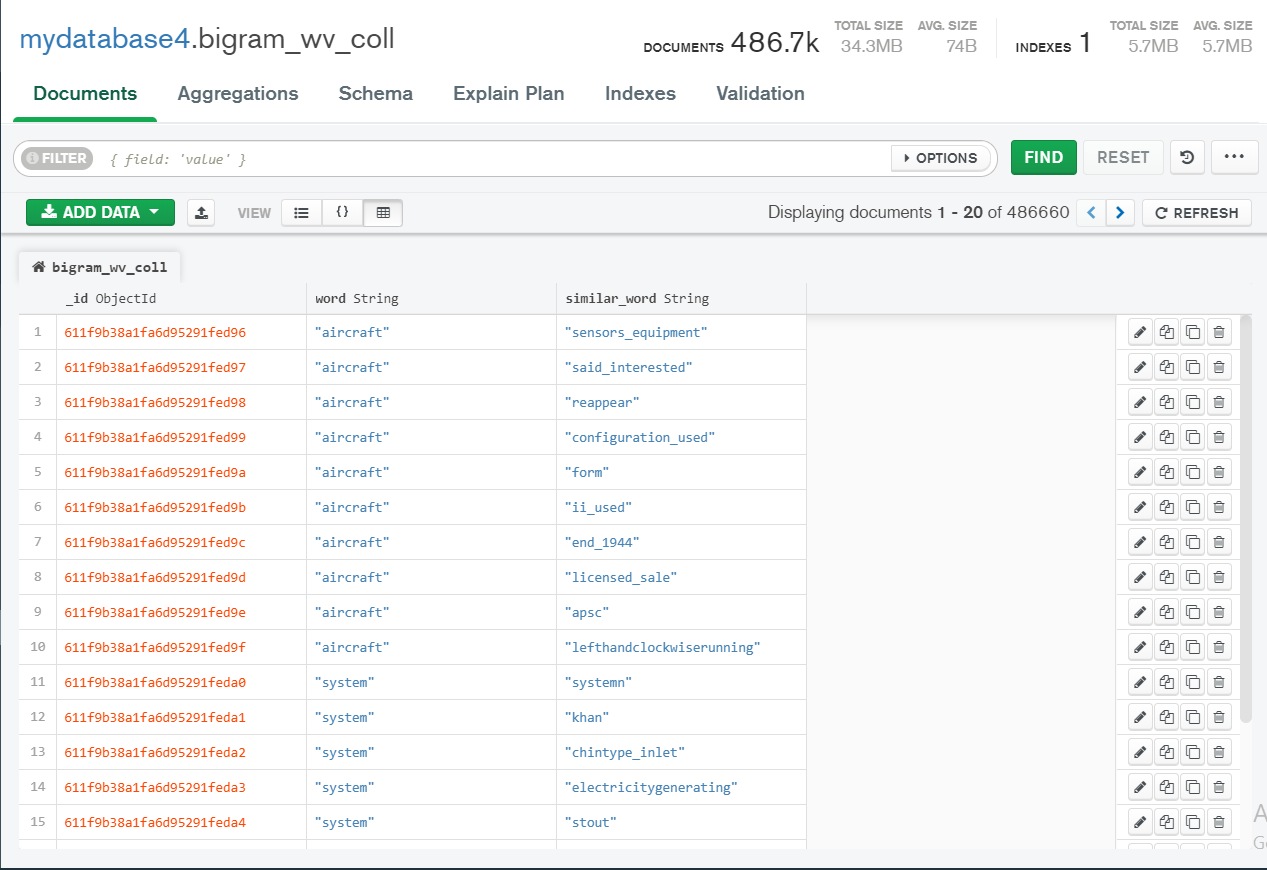 mydatabase4.bigram_wv_coll
DOCUMENTS 486.7k TOTAL SIZE 34.3MB AVG. SIZE 74B INDEXES 1 TOTAL SIZE 5.7MB AVG. SIZE 5.7MB
Documents Aggregations Schema Explain Plan Indexes Validation
FILTER { field: 'value' } OPTIONS FIND RESET
ADD DATA VIEW {} Displaying documents 1 - 20 of 486660 REFRESH
bigram_wv_coll
_id ObjectId word String similar_word String
1 611f9b38a1fa6d95291fed96 "aircraft" "sensors_equipment"
2 611f9b38a1fa6d95291fed97 "aircraft" "said_interested"
3 611f9b38a1fa6d95291fed98 "aircraft" "reappear"
4 611f9b38a1fa6d95291fed99 "aircraft" "configuration_used"
5 611f9b38a1fa6d95291fed9a "aircraft" "form"
6 611f9b38a1fa6d95291fed9b "aircraft" "ii_used"
7 611f9b38a1fa6d95291fed9c "aircraft" "end_1944"
8 611f9b38a1fa6d95291fed9d "aircraft" "licensed_sale"
9 611f9b38a1fa6d95291fed9e "aircraft" "apsc"
10 611f9b38a1fa6d95291fed9f "aircraft" "lefthandclockwiserunning"
11 611f9b38a1fa6d95291feda0 "system" "systemn"
12 611f9b38a1fa6d95291feda1 "system" "khan"
13 611f9b38a1fa6d95291feda2 "system" "chintype_inlet"
14 611f9b38a1fa6d95291feda3 "system" "electricitygenerating"
15 611f9b38a1fa6d95291feda4 "system" "stout"